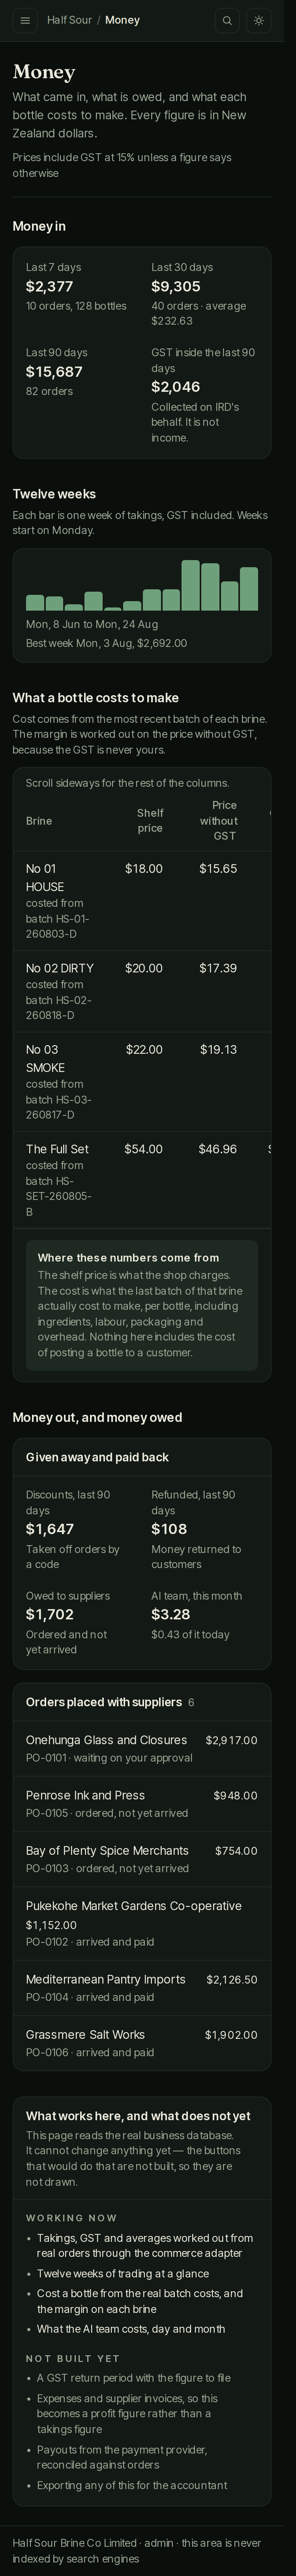 Half Sour / Money
Money
What came in, what is owed, and what each
bottle costs to make. Every figure is in New
Zealand dollars.
Prices include GST at 15% unless a figure says
otherwise
Money in
Last 7 days
$2,377
10 orders, 128 bottles
Last 30 days
$9,305
40 orders · average
$232.63
Last 90 days
$15,687
82 orders
GST inside the last 90
days
$2,046
Collected on IRD's
behalf. It is not
income.
Twelve weeks
Each bar is one week of takings, GST included. Weeks
start on Monday.
Mon, 8 Jun to Mon, 24 Aug
Best week Mon, 3 Aug, $2,692.00
What a bottle costs to make
Cost comes from the most recent batch of each brine.
The margin is worked out on the price without GST,
because the GST is never yours.
Scroll sideways for the rest of the columns.
Brine
Shelf
price
Price
without
GST
No 01
HOUSE
costed from
batch HS-01-
260803-D
$18.00
$15.65
No 02 DIRTY
costed from
batch HS-02-
260818-D
$20.00
$17.39
No 03
SMOKE
costed from
batch HS-03-
260817-D
$22.00
$19.13
The Full Set
costed from
batch HS-
SET-260805-
B
$54.00
$46.96
Where these numbers come from
The shelf price is what the shop charges.
The cost is what the last batch of that brine
actually cost to make, per bottle, including
ingredients, labour, packaging and
overhead. Nothing here includes the cost
of posting a bottle to a customer.
Money out, and money owed
Given away and paid back
Discounts, last 90
days
$1,647
Taken off orders by
a code
Refunded, last 90
days
$108
Money returned to
customers
Owed to suppliers
$1,702
Ordered and not
yet arrived
AI team, this month
$3.28
$0.43 of it today
Orders placed with suppliers 6
Onehunga Glass and Closures $2,917.00
PO-0101 · waiting on your approval
Penrose Ink and Press $948.00
PO-0105 · ordered, not yet arrived
Bay of Plenty Spice Merchants $754.00
PO-0103 · ordered, not yet arrived
Pukekohe Market Gardens Co-operative
$1,152.00
PO-0102 · arrived and paid
Mediterranean Pantry Imports $2,126.50
PO-0104 · arrived and paid
Grassmere Salt Works $1,902.00
PO-0106 · arrived and paid
What works here, and what does not yet
This page reads the real business database.
It cannot change anything yet — the buttons
that would do that are not built, so they are
not drawn.
WORKING NOW
• Takings, GST and averages worked out from
real orders through the commerce adapter
• Twelve weeks of trading at a glance
• Cost a bottle from the real batch costs, and
the margin on each brine
• What the AI team costs, day and month
NOT BUILT YET
• A GST return period with the figure to file
• Expenses and supplier invoices, so this
becomes a profit figure rather than a
takings figure
• Payouts from the payment provider,
reconciled against orders
• Exporting any of this for the accountant
Half Sour Brine Co Limited · admin · this area is never
indexed by search engines